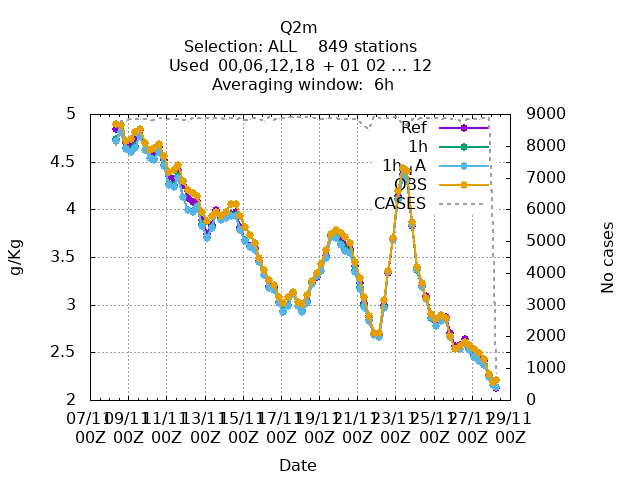 Q2m
Selection: ALL    849 stations
Used  00,06,12,18 + 01 02 ... 12
Averaging window:  6h
5
4.5
4
3.5
3
2.5
2
g/Kg
9000
8000
7000
6000
5000
4000
3000
2000
1000
0
No cases
Ref
1h
1h_A
OBS
CASES
07/11 09/11 11/11 13/11 15/11 17/11 19/11 21/11 23/11 25/11 27/11 29/11
00Z 00Z 00Z 00Z 00Z 00Z 00Z 00Z 00Z 00Z 00Z 00Z
Date